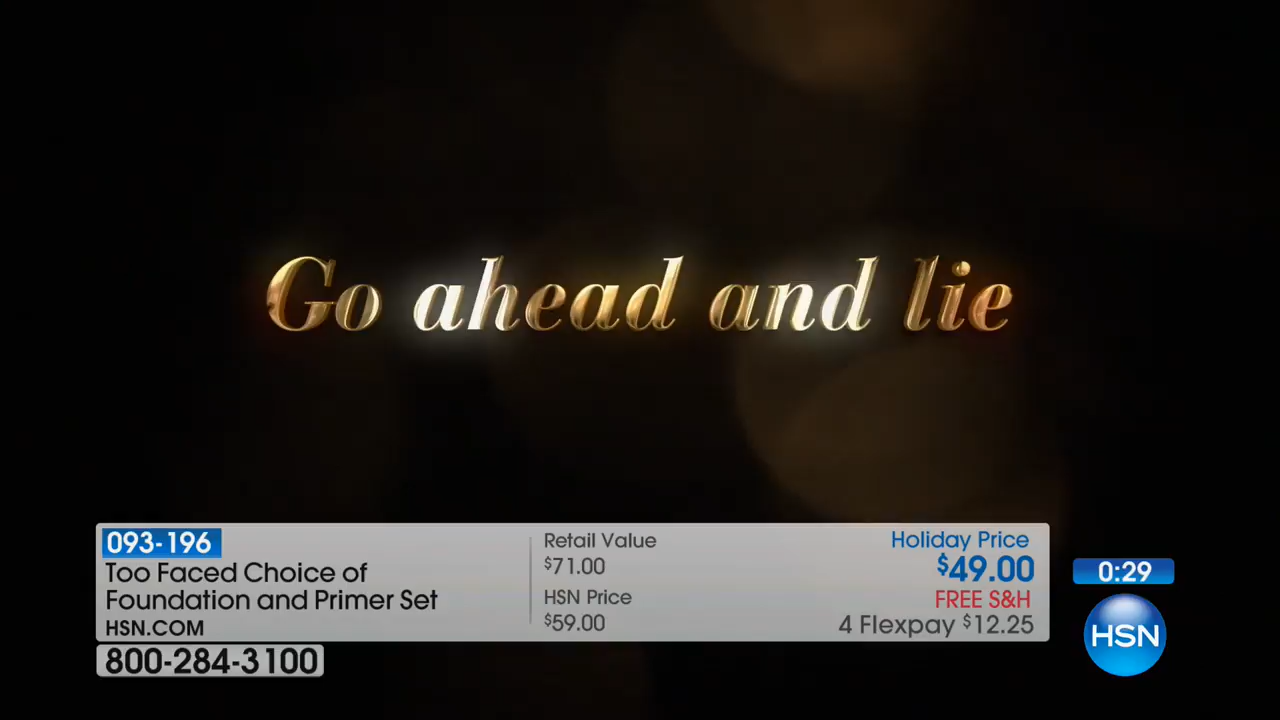 Go ahead and lie
093-196
Too Faced Choice of
Foundation and Primer Set
HSN.COM
800-284-3100
Retail Value
$71.00
HSN Price
$59.00
Holiday Price
$49.00
FREE S&H
4 Flexpay $12.25
0:29
HSN